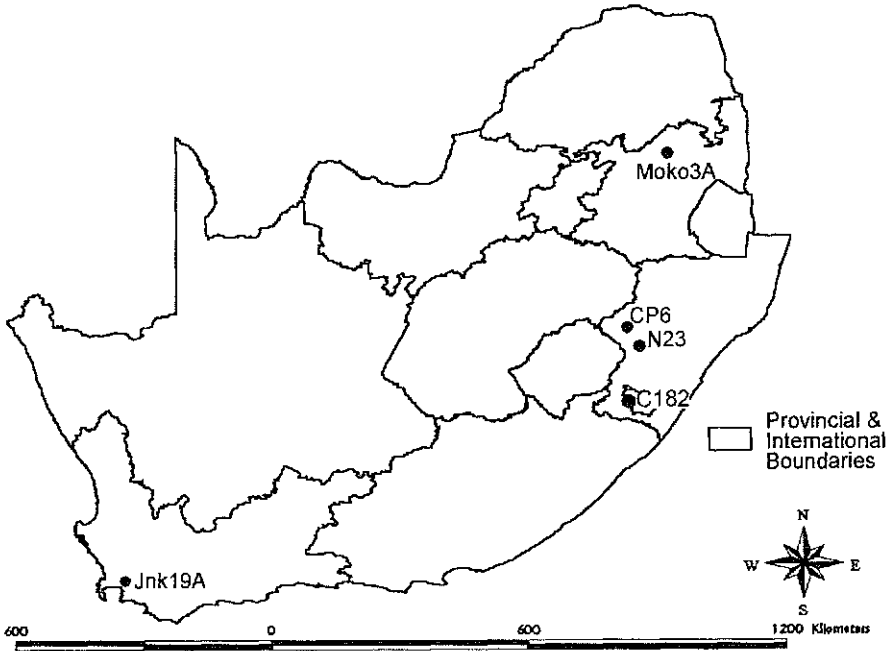 Moko3A
CP6
N23
C182
Provincial &
International
Boundaries
N
W E
S
Jnk19A
600 0 600 1200 Kilometers